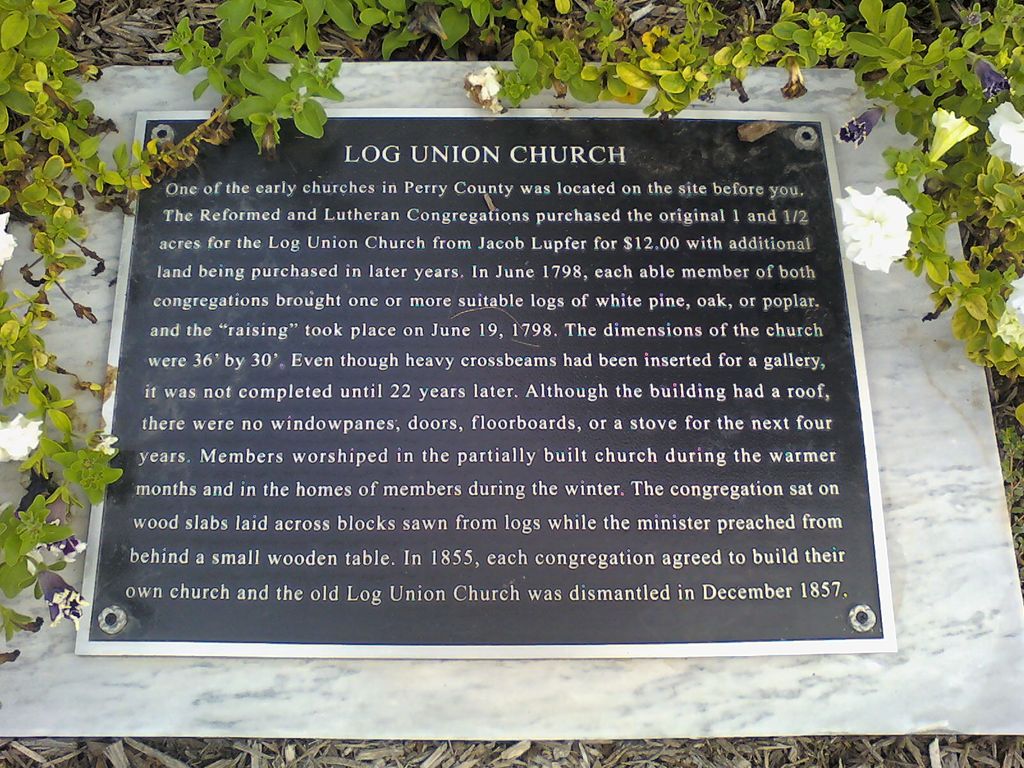 LOG UNION CHURCH
One of the early churches in Perry County was located on the site before you.
The Reformed and Lutheran Congregations purchased the original 1 and 1/2
acres for the Log Union Church from Jacob Lupfer for $12.00 with additional
land being purchased in later years. In June 1798, each able member of both
congregations brought one or more suitable logs of white pine, oak, or poplar.
and the “raising” took place on June 19, 1798. The dimensions of the church
were 36’ by 30’. Even though heavy crossbeams had been inserted for a gallery,
it was not completed until 22 years later. Although the building had a roof,
there were no windowpanes, doors, floorboards, or a stove for the next four
years. Members worshiped in the partially built church during the warmer
months and in the homes of members during the winter. The congregation sat on
wood slabs laid across blocks sawn from logs while the minister preached from
behind a small wooden table. In 1855, each congregation agreed to build their
own church and the old Log Union Church was dismantled in December 1857.